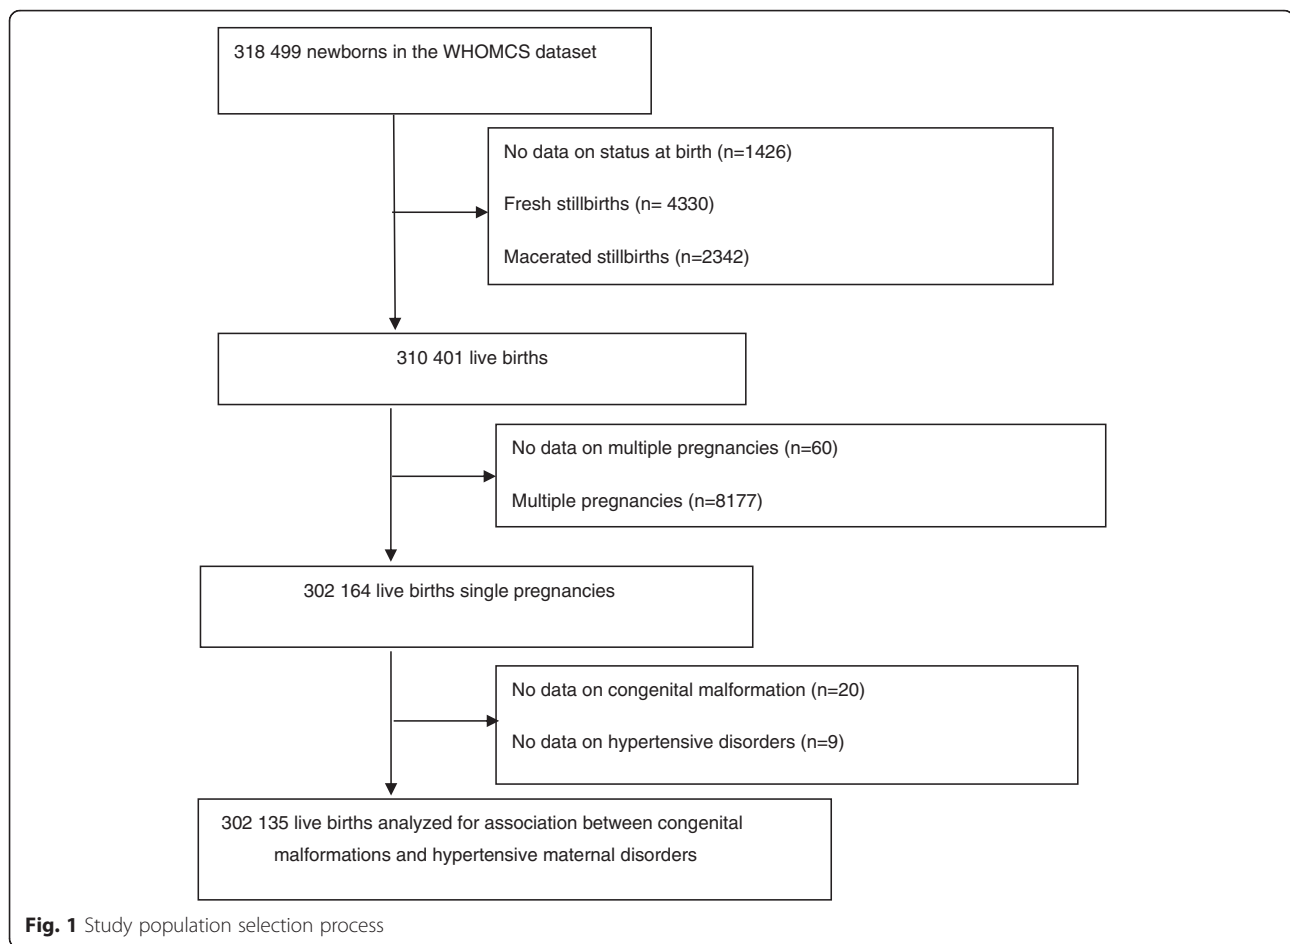 318 499 newborns in the WHOMCS dataset
No data on status at birth (n=1426)
Fresh stillbirths (n= 4330)
Macerated stillbirths (n=2342)
310 401 live births
No data on multiple pregnancies (n=60)
Multiple pregnancies (n=8177)
302 164 live births single pregnancies
No data on congenital malformation (n=20)
No data on hypertensive disorders (n=9)
302 135 live births analyzed for association between congenital
malformations and hypertensive maternal disorders
Fig. 1 Study population selection process